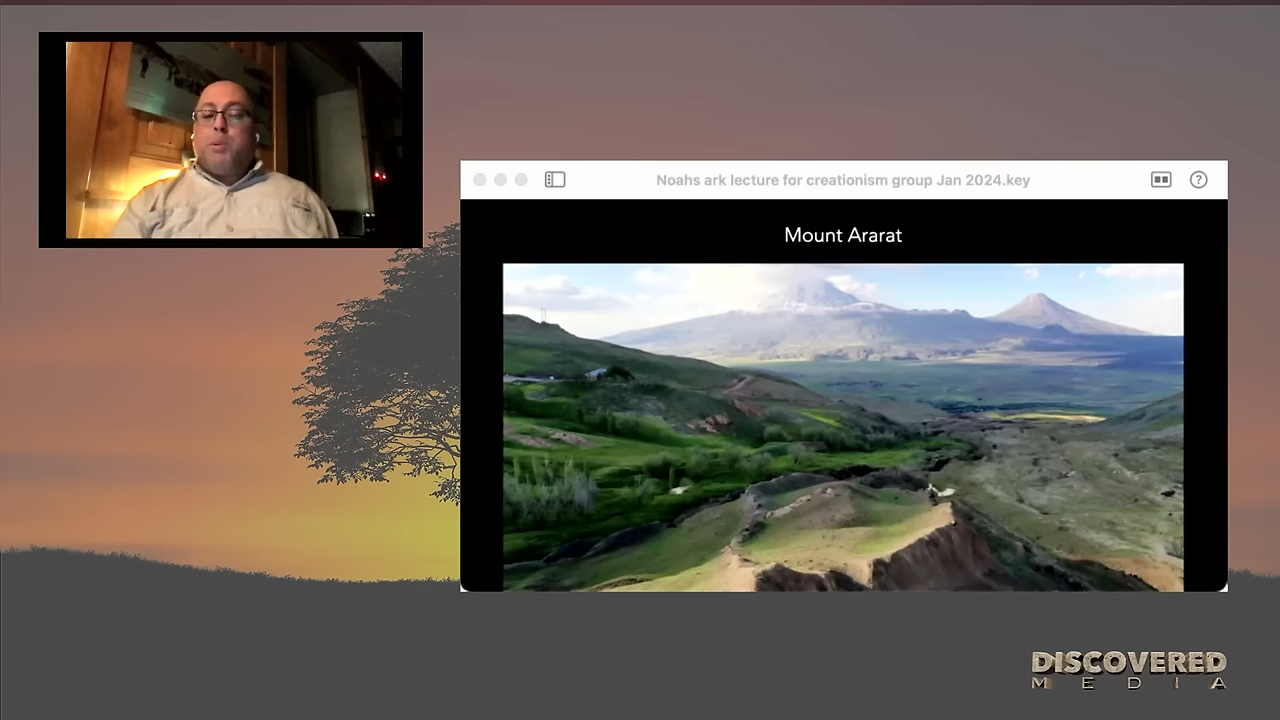 Noahs ark lecture for creationism group Jan 2024.key
?
Mount Ararat
DISCOVERED
MEDIA